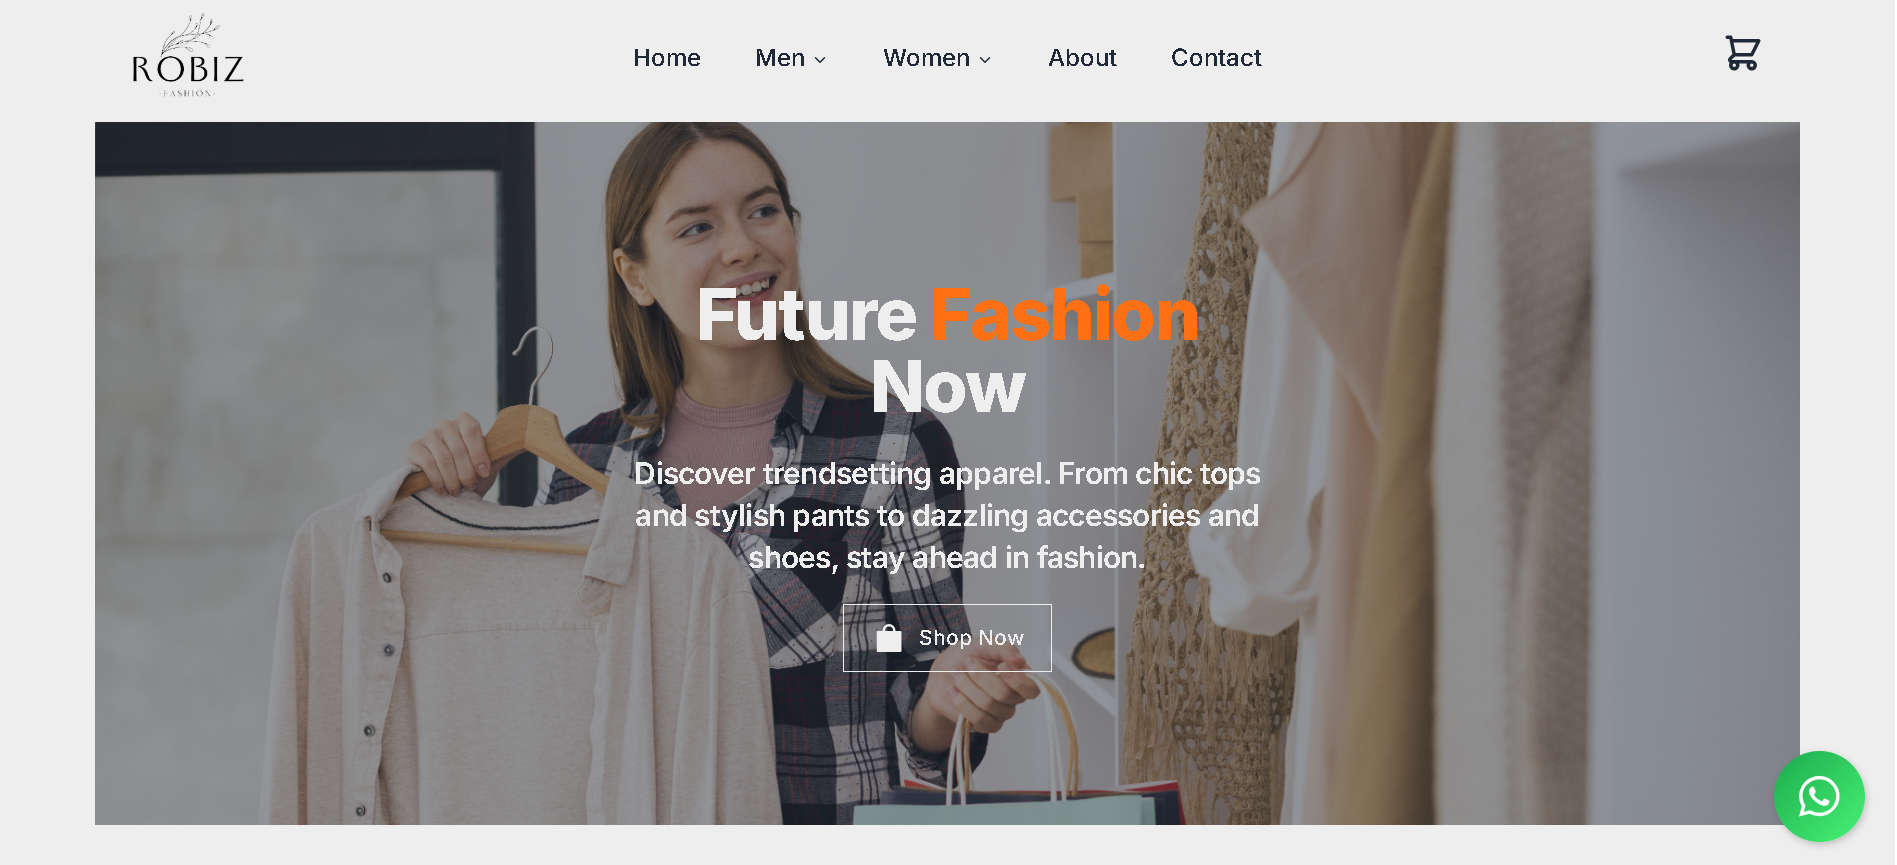 ROBIZ
·FASHION·
Home Men Women About Contact
Future Fashion
Now
Discover trendsetting apparel. From chic tops
and stylish pants to dazzling accessories and
shoes, stay ahead in fashion.
Shop Now